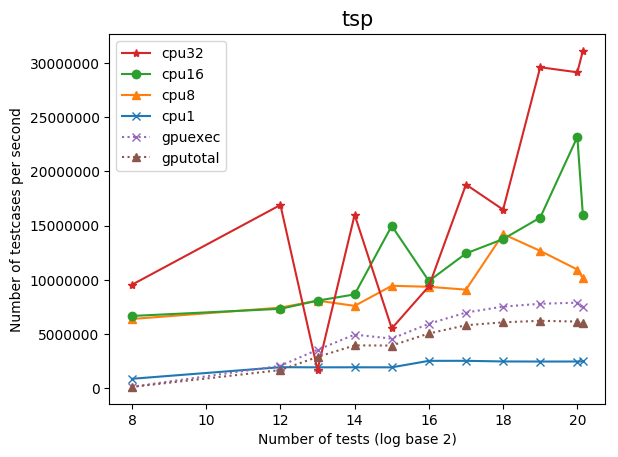 tsp
cpu32
cpu16
cpu8
cpu1
gpuexec
gputotal
Number of testcases per second
30000000
25000000
20000000
15000000
10000000
5000000
0
8 10 12 14 16 18 20
Number of tests (log base 2)